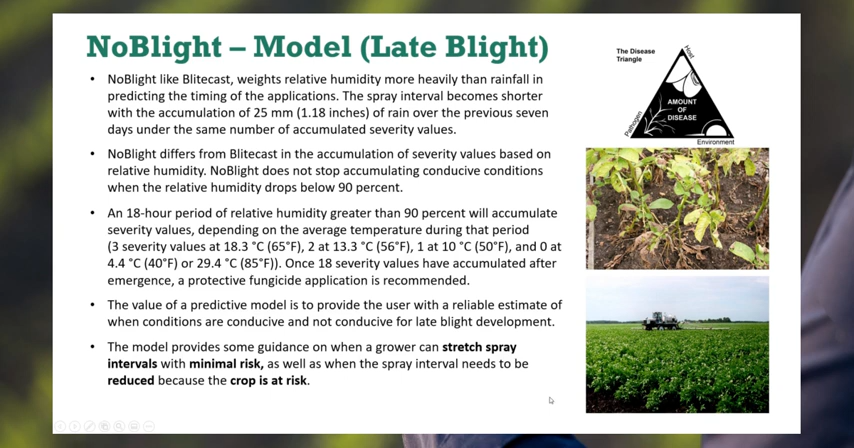 NoBlight – Model (Late Blight)
• NoBlight like Blitecast, weights relative humidity more heavily than rainfall in
predicting the timing of the applications. The spray interval becomes shorter
with the accumulation of 25 mm (1.18 inches) of rain over the previous seven
days under the same number of accumulated severity values.
• NoBlight differs from Blitecast in the accumulation of severity values based on
relative humidity. NoBlight does not stop accumulating conducive conditions
when the relative humidity drops below 90 percent.
• An 18-hour period of relative humidity greater than 90 percent will accumulate
severity values, depending on the average temperature during that period
(3 severity values at 18.3 °C (65°F), 2 at 13.3 °C (56°F), 1 at 10 °C (50°F), and 0 at
4.4 °C (40°F) or 29.4 °C (85°F)). Once 18 severity values have accumulated after
emergence, a protective fungicide application is recommended.
• The value of a predictive model is to provide the user with a reliable estimate of
when conditions are conducive and not conducive for late blight development.
• The model provides some guidance on when a grower can stretch spray
intervals with minimal risk, as well as when the spray interval needs to be
reduced because the crop is at risk.
The Disease
Triangle
Host
AMOUNT
OF
DISEASE
Pathogen
Environment